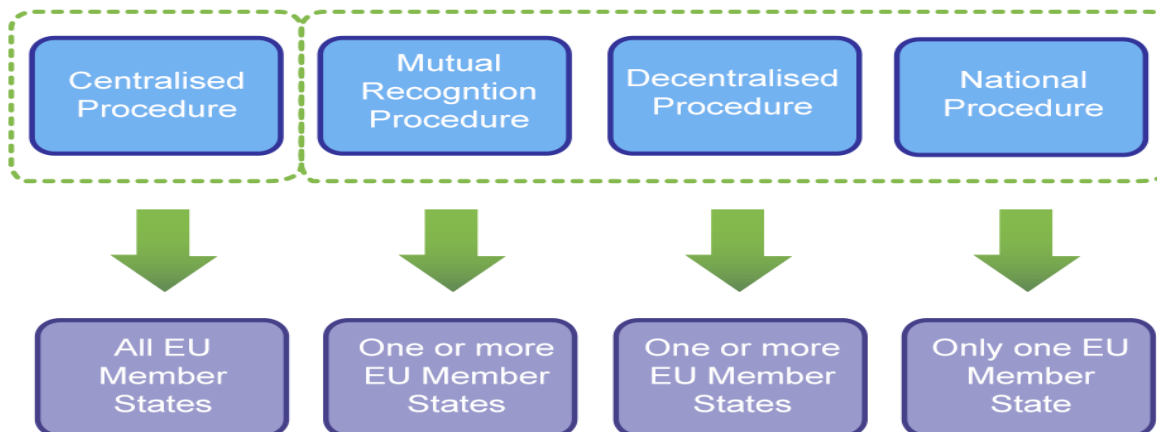 Centralised
Procedure
Mutual
Recogntion
Procedure
Decentralised
Procedure
National
Procedure
All EU
Member
States
One or more
EU Member
States
One or more
EU Member
States
Only one EU
Member
State